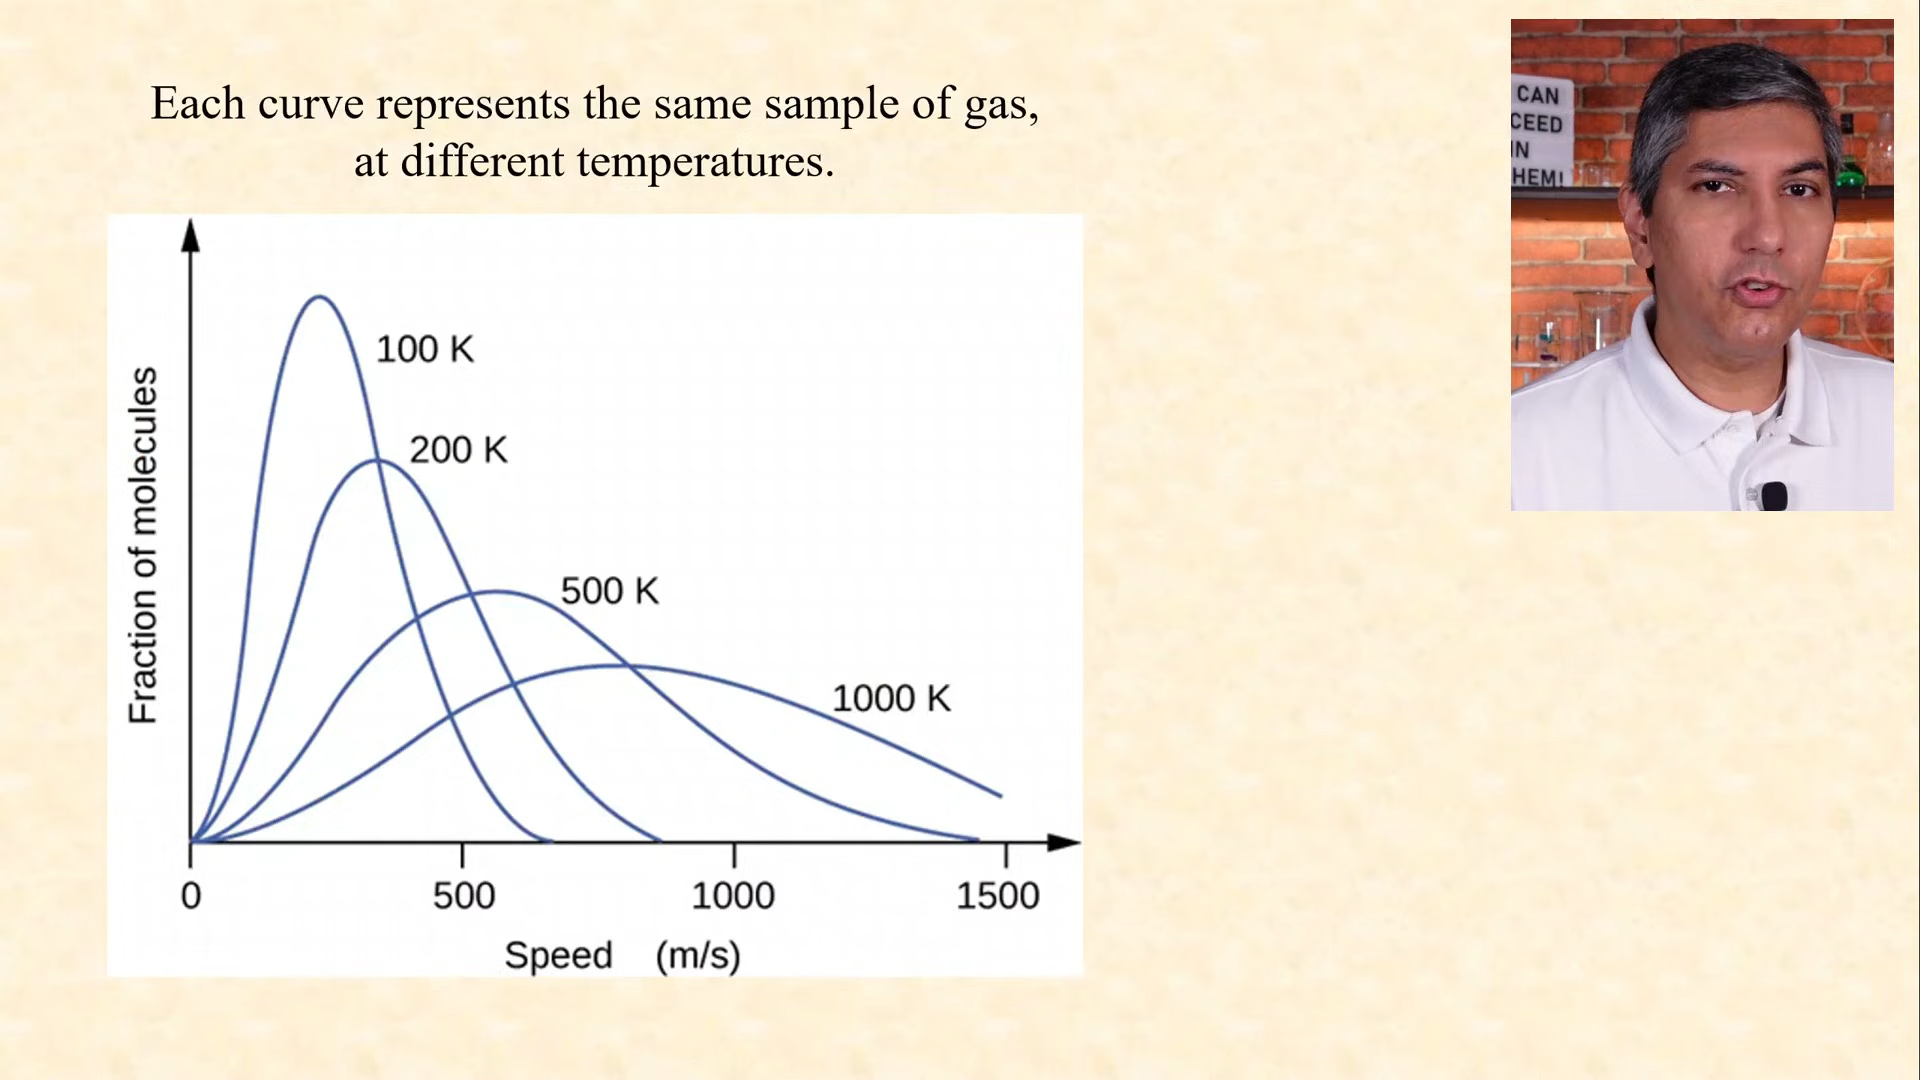 Each curve represents the same sample of gas,
at different temperatures.
CAN
CEED
IN
HEM!
100 K
200 K
500 K
1000 K
Fraction of molecules
0 500 1000 1500
Speed (m/s)